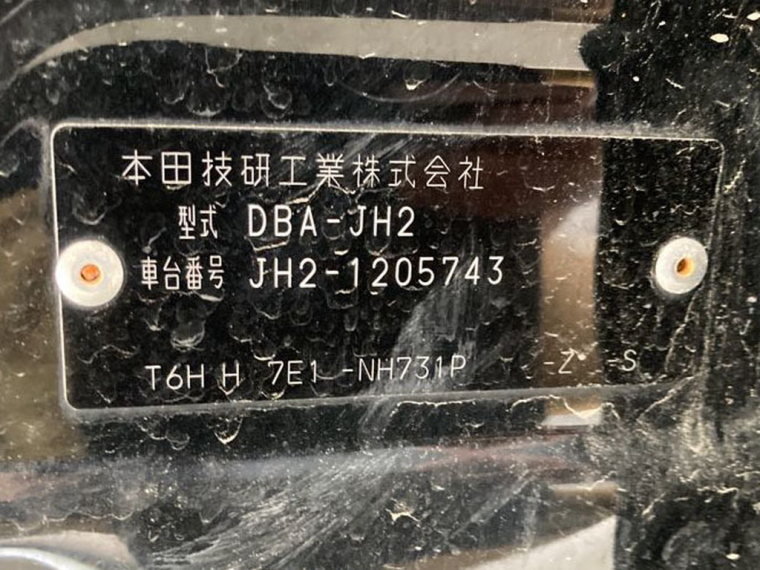 本田技研工業株式会社
型式 DBA-JH2
車台番号 JH2-1205743
T6H H 7E1 -NH731P -Z -S